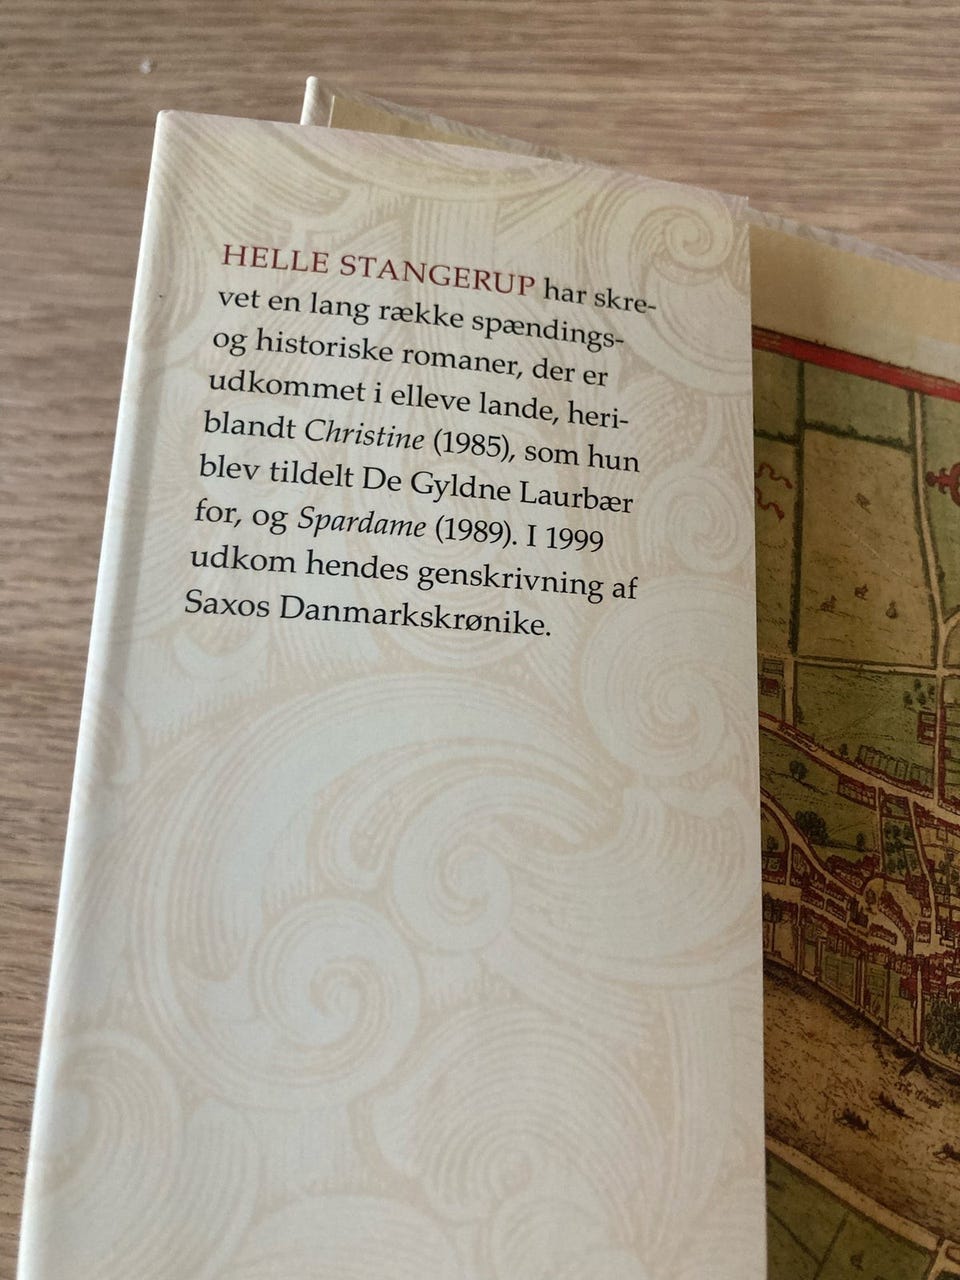 HELLE STANGERUP har skre-
vet en lang række spændings-
og historiske romaner, der er
udkommet i elleve lande, heri-
blandt Christine (1985), som hun
blev tildelt De Gyldne Laurbær
for, og Spardame (1989). I 1999
udkom hendes genskrivning af
Saxos Danmarkskrønike.